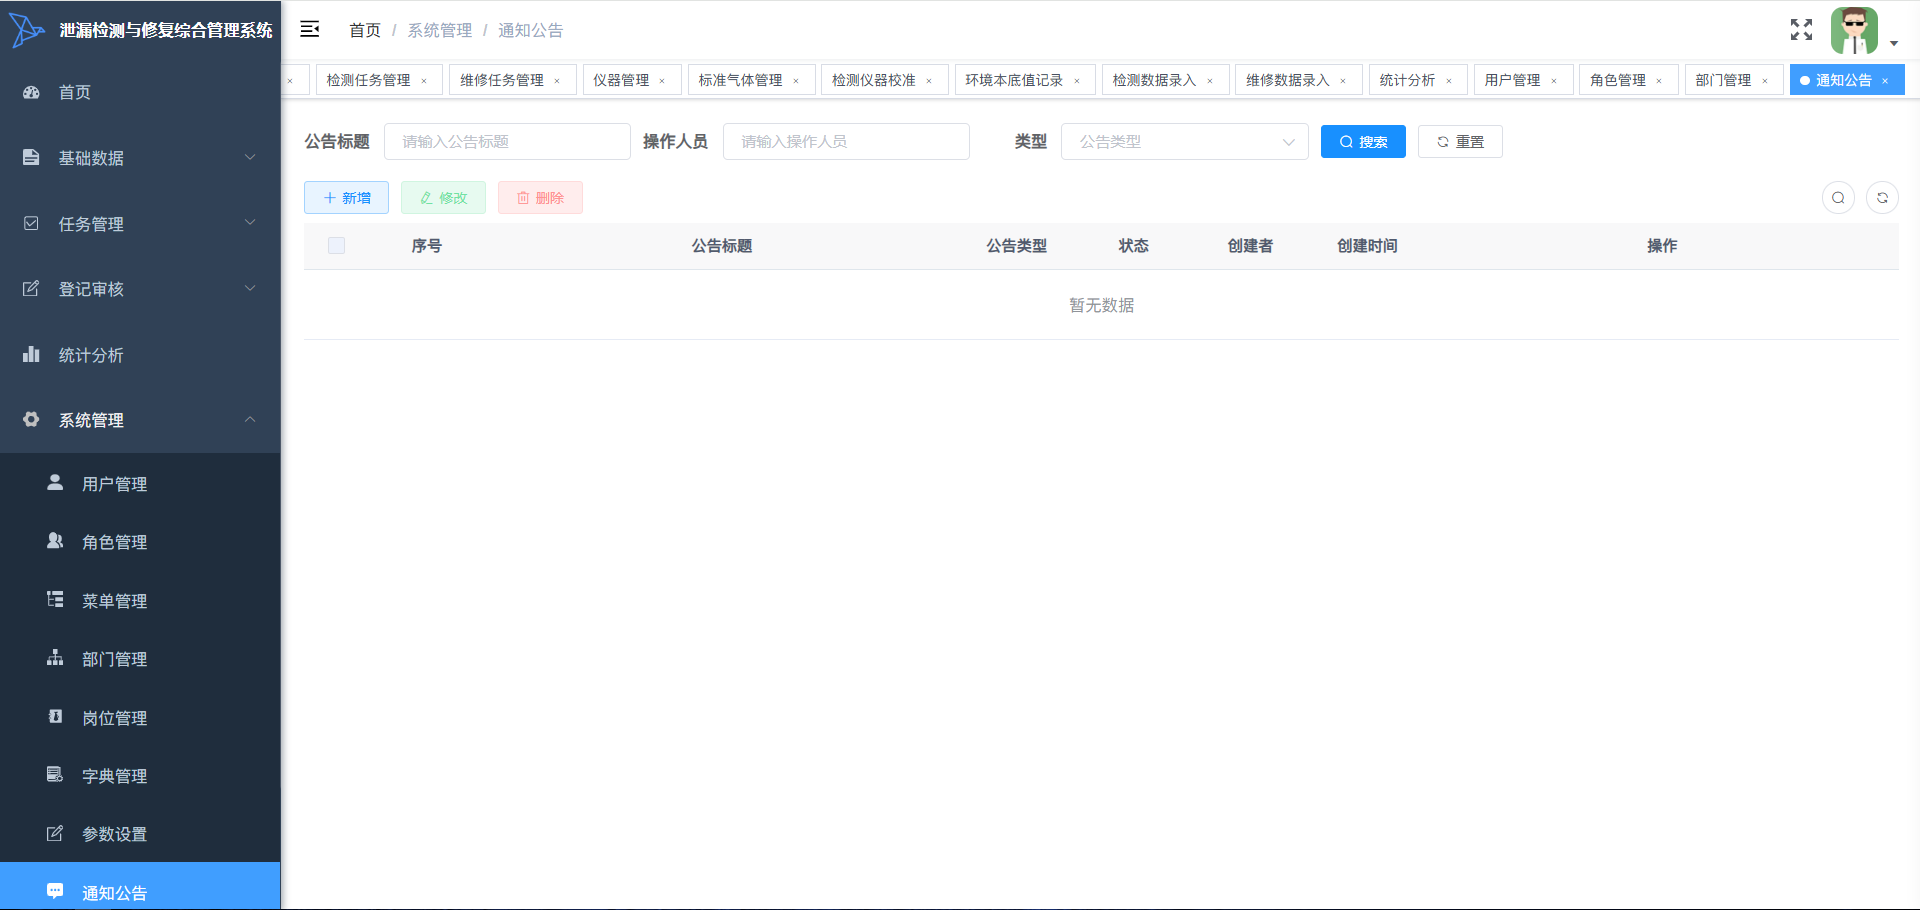 泄漏检测与修复综合管理系统
首页
基础数据
任务管理
登记审核
统计分析
系统管理
用户管理
角色管理
菜单管理
部门管理
岗位管理
字典管理
参数设置
通知公告
首页 / 系统管理 / 通知公告
× 检测任务管理 × 维修任务管理 × 仪器管理 × 标准气体管理 × 检测仪器校准 × 环境本底值记录 × 检测数据录入 × 维修数据录入 × 统计分析 × 用户管理 × 角色管理 × 部门管理 × 通知公告 ×
公告标题 请输入公告标题 操作人员 请输入操作人员 类型 公告类型 搜索 重置
新增 修改 删除
序号 公告标题 公告类型 状态 创建者 创建时间 操作
暂无数据